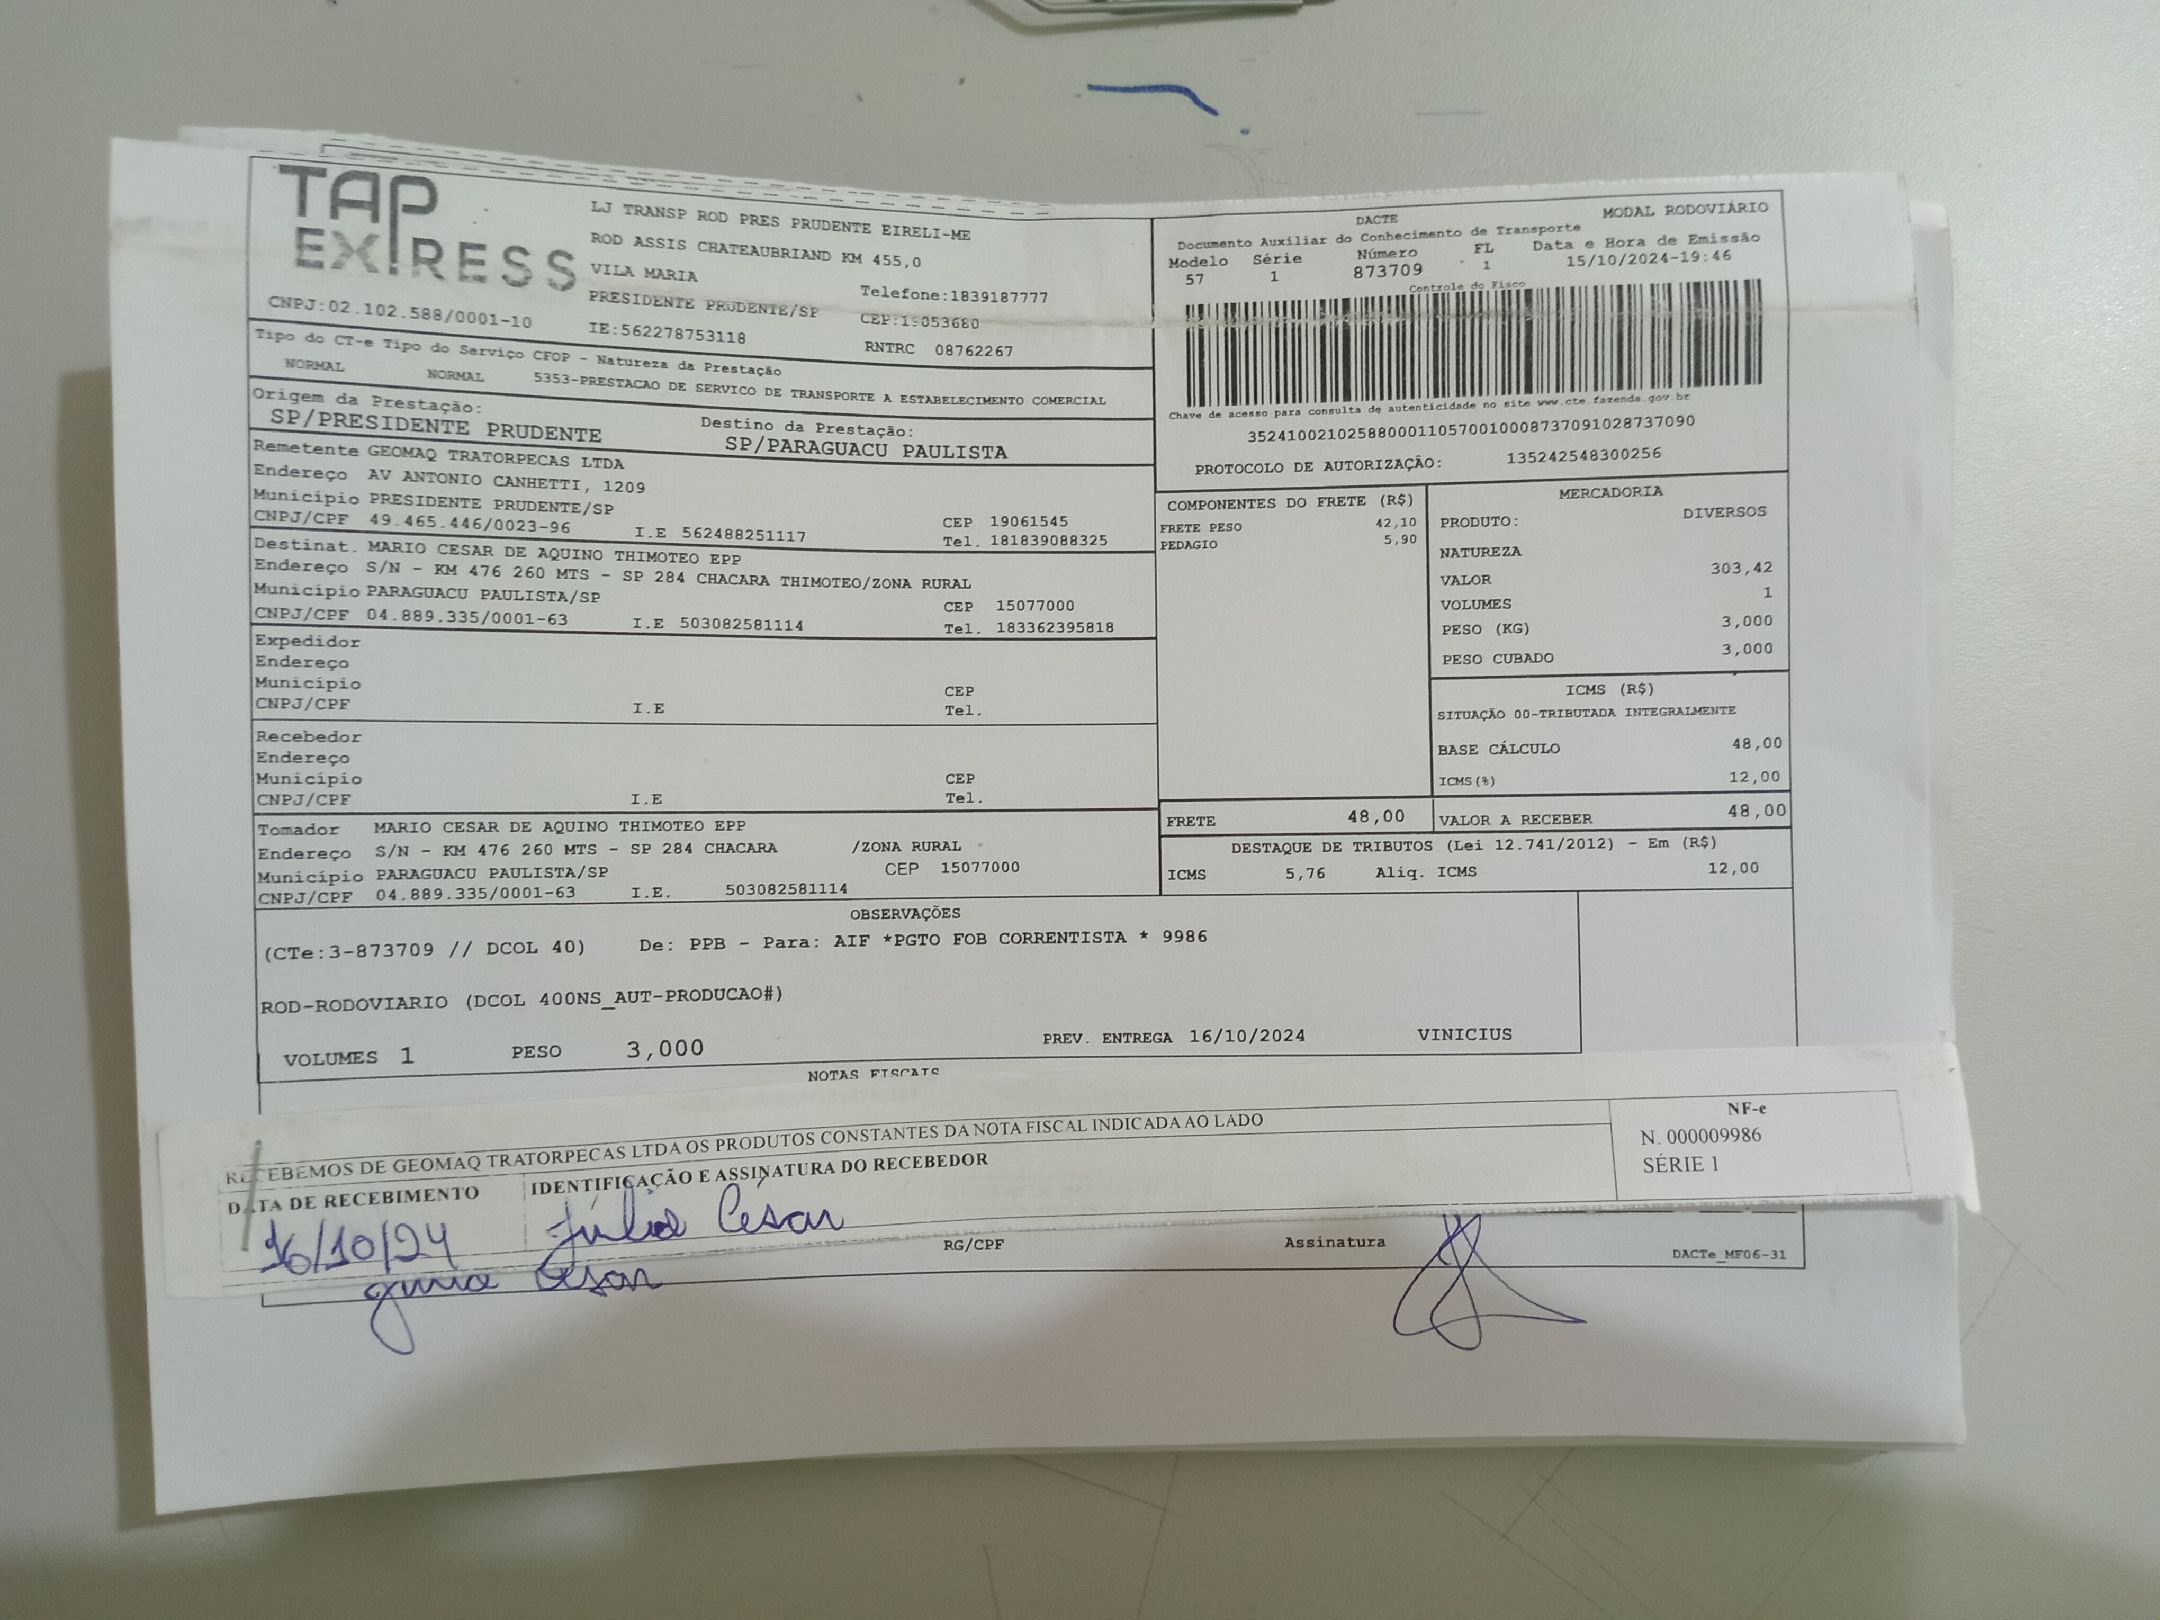 TAP
EXPRESS
LJ TRANSP ROD PRES PRUDENTE EIRELI-ME
ROD ASSIS CHATEAUBRIAND KM 455,0
VILA MARIA
Telefone:1839187777
PRESIDENTE PRUDENTE/SP CEP:19053680
CNPJ:02.102.588/0001-10 IE:562278753118 RNTRC 08762267
Tipo do CT-e Tipo do Serviço CFOP - Natureza da Prestação
NORMAL NORMAL 5353-PRESTACAO DE SERVICO DE TRANSPORTE A ESTABELECIMENTO COMERCIAL
Origem da Prestação: Destino da Prestação:
SP/PRESIDENTE PRUDENTE SP/PARAGUACU PAULISTA
DACTE MODAL RODOVIÁRIO
Documento Auxiliar do Conhecimento de Transporte
Modelo Série Número FL Data e Hora de Emissão
57 1 873709 1 15/10/2024-19:46
Controle do Fisco
Chave de acesso para consulta de autenticidade no site www.cte.fazenda.gov.br
35241002102588000110570010008737091028737090
PROTOCOLO DE AUTORIZAÇÃO: 135242548300256
Remetente GEOMAQ TRATORPECAS LTDA
Endereço AV ANTONIO CANHETTI, 1209
Município PRESIDENTE PRUDENTE/SP CEP 19061545
CNPJ/CPF 49.465.446/0023-96 I.E 562488251117 Tel. 181839088325
Destinat. MARIO CESAR DE AQUINO THIMOTEO EPP
Endereço S/N - KM 476 260 MTS - SP 284 CHACARA THIMOTEO/ZONA RURAL
Município PARAGUACU PAULISTA/SP CEP 15077000
CNPJ/CPF 04.889.335/0001-63 I.E 503082581114 Tel. 183362395818
Expedidor
Endereço
Município CEP
CNPJ/CPF I.E Tel.
Recebedor
Endereço
Município CEP
CNPJ/CPF I.E Tel.
Tomador MARIO CESAR DE AQUINO THIMOTEO EPP
Endereço S/N - KM 476 260 MTS - SP 284 CHACARA /ZONA RURAL
Município PARAGUACU PAULISTA/SP CEP 15077000
CNPJ/CPF 04.889.335/0001-63 I.E. 503082581114
COMPONENTES DO FRETE (R$)
FRETE PESO 42,10
PEDAGIO 5,90
MERCADORIA
PRODUTO: DIVERSOS
NATUREZA
VALOR 303,42
VOLUMES 1
PESO (KG) 3,000
PESO CUBADO 3,000
ICMS (R$)
SITUAÇÃO 00-TRIBUTADA INTEGRALMENTE
BASE CÁLCULO 48,00
ICMS(%) 12,00
FRETE 48,00 VALOR A RECEBER 48,00
DESTAQUE DE TRIBUTOS (Lei 12.741/2012) - Em (R$)
ICMS 5,76 Aliq. ICMS 12,00
OBSERVAÇÕES
(CTe:3-873709 // DCOL 40) De: PPB - Para: AIF *PGTO FOB CORRENTISTA * 9986
ROD-RODOVIARIO (DCOL 400NS_AUT-PRODUCAO#)
VOLUMES 1 PESO 3,000 PREV. ENTREGA 16/10/2024 VINICIUS
NOTAS FISCAIS
RECEBEMOS DE GEOMAQ TRATORPECAS LTDA OS PRODUTOS CONSTANTES DA NOTA FISCAL INDICADA AO LADO
DATA DE RECEBIMENTO IDENTIFICAÇÃO E ASSINATURA DO RECEBEDOR
NF-e
N. 000009986
SÉRIE 1
16/10/24 Júlio César
César
RG/CPF Assinatura DACTe_MF06-31